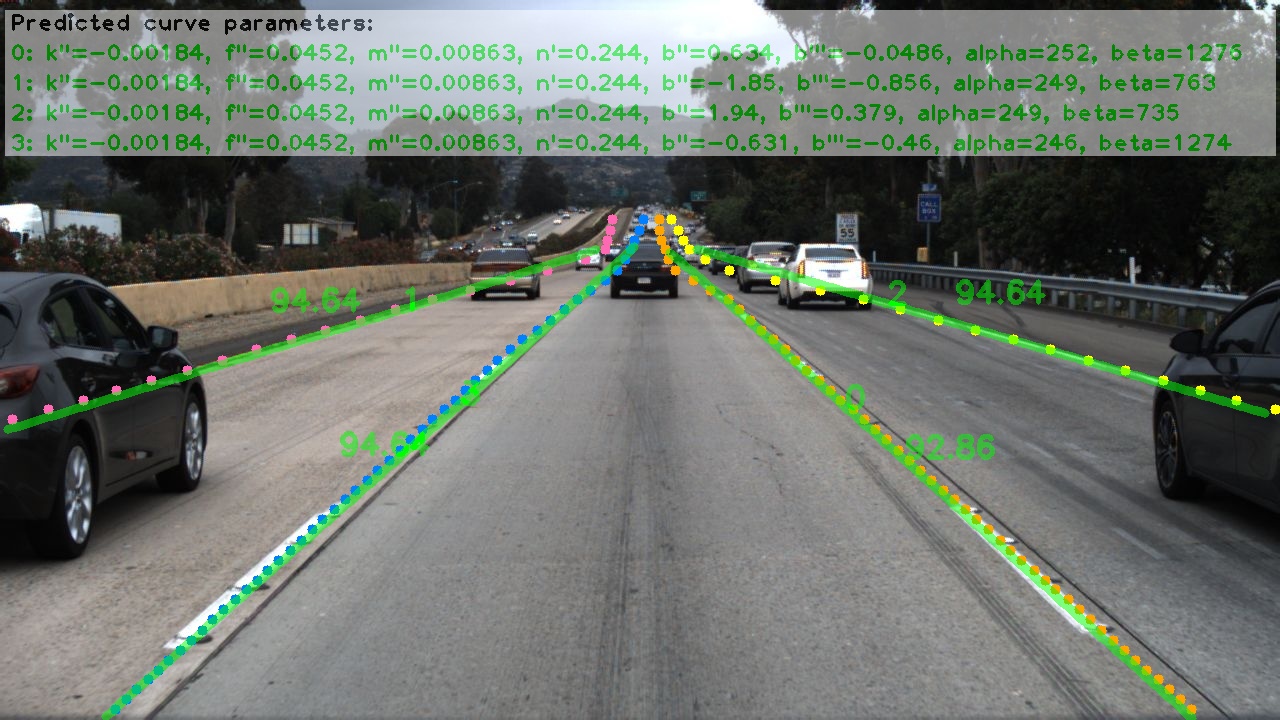 Predicted curve parameters:
0: k''=-0.00184, f''=0.0452, m''=0.00863, n'=0.244, b''=0.634, b'''=-0.0486, alpha=252, beta=1276
1: k''=-0.00184, f''=0.0452, m''=0.00863, n'=0.244, b''=-1.85, b'''=-0.856, alpha=249, beta=763
2: k''=-0.00184, f''=0.0452, m''=0.00863, n'=0.244, b''=1.94, b'''=0.379, alpha=249, beta=735
3: k''=-0.00184, f''=0.0452, m''=0.00863, n'=0.244, b''=-0.631, b'''=-0.46, alpha=246, beta=1274
CALL
BOX
55
94.64 1
2 94.64
0
94.64
92.86